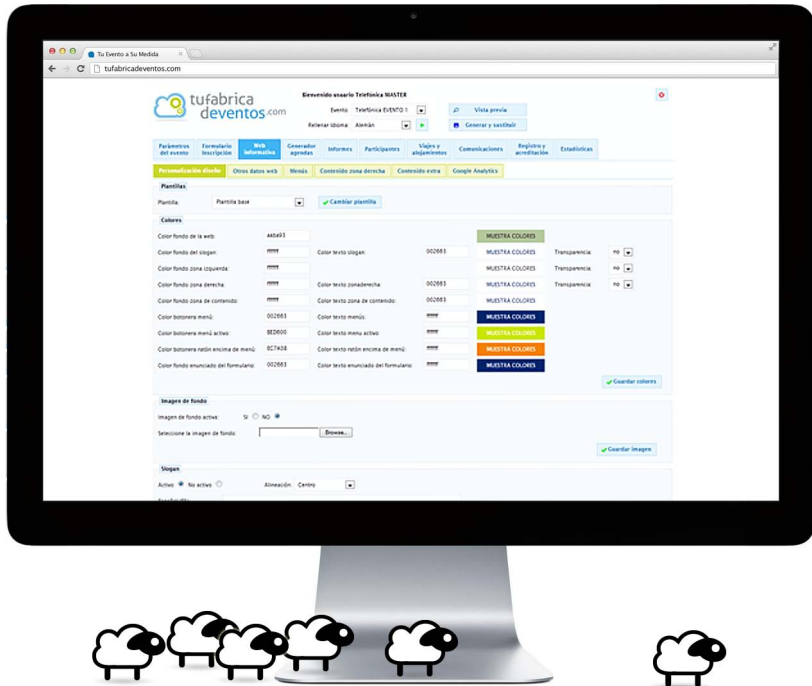 Tu Evento a Su Medida
tufabricadeventos.com
tufabrica
deventos.com
Bienvenido usuario Telefónica MASTER
Evento: Telefónica EVENTO 1
Vista previa
Rellenar Idioma: Alemán
Generar y sustituir
Parámetros del evento Formulario Inscripción Web Informativa Generador agendas Informes Participantes Viajes y alojamientos Comunicaciones Registro y acreditación Estadísticas
Personalización diseño Otros datos web Menús Contenido zona derecha Contenido extra Google Analytics
Plantillas
Plantilla: Plantilla base Cambiar plantilla
Colores
Color fondo de la web: MUESTRA COLORES
Color fondo del slogan: ffffff Color texto slogan: 002663 MUESTRA COLORES Transparencia: no
Color fondo zona izquierda: ffffff MUESTRA COLORES Transparencia: no
Color fondo zona derecha: ffffff Color texto zonaderecha: 002663 MUESTRA COLORES Transparencia: no
Color fondo zona de contenido: ffffff Color texto zona de contenido: 002663 MUESTRA COLORES
Color botonera menú: 002663 Color texto menús: ffffff MUESTRA COLORES
Color botonera menú activo: BED600 Color texto menu activo: ffffff MUESTRA COLORES
Color botonera ratón encima de menú: Color texto ratón encima de menú: ffffff MUESTRA COLORES
Color fondo enunciado del formulario: 002663 Color texto enunciado del formulario: ffffff MUESTRA COLORES
Guardar colores
Imagen de fondo
Imagen de fondo activa: SI NO
Seleccione la imagen de fondo: Browse...
Guardar imagen
Slogan
Activo No activo Alineación: Centro